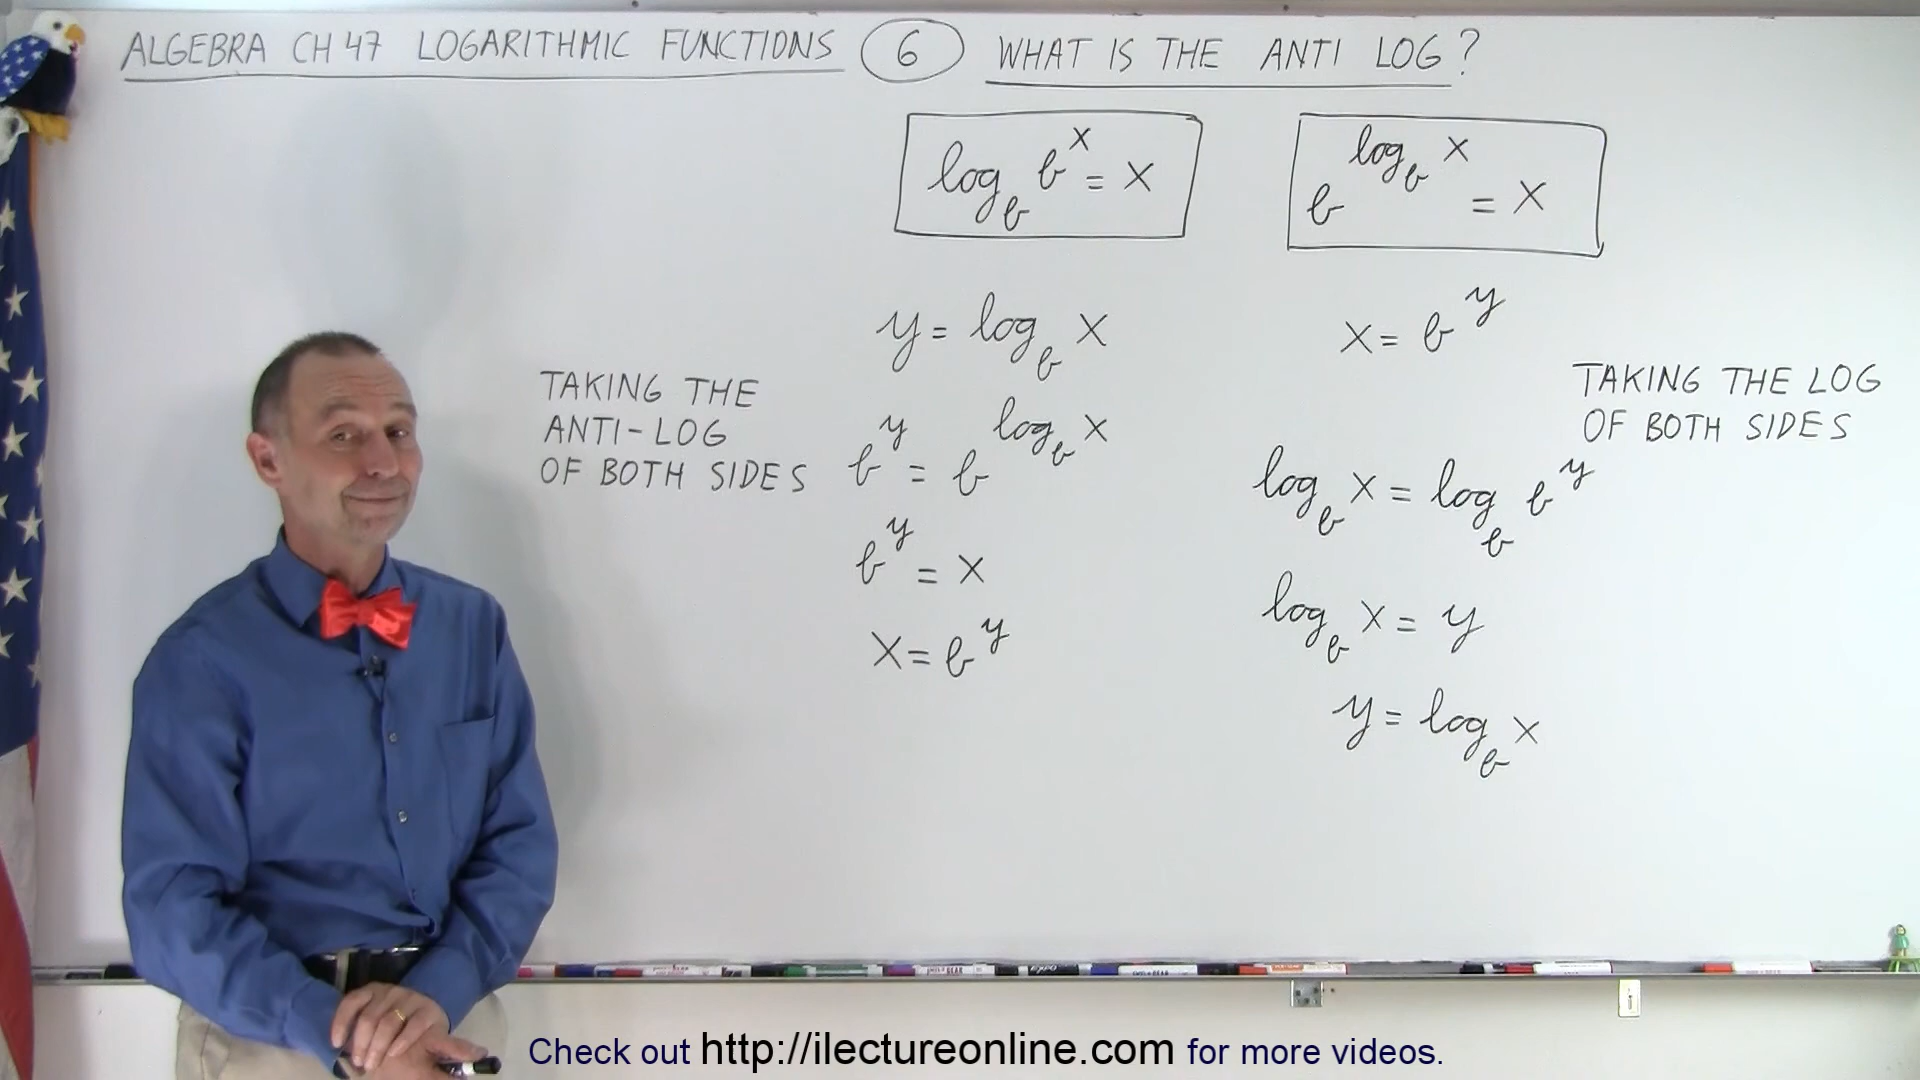 ALGEBRA CH 47 LOGARITHMIC FUNCTIONS 6 WHAT IS THE ANTI LOG?
log_b b^x = x
b^(log_b x) = x
y = log_b x
TAKING THE
ANTI-LOG
OF BOTH SIDES
b^y = b^(log_b x)
b^y = x
x = b^y
x = b^y
TAKING THE LOG
OF BOTH SIDES
log_b x = log_b b^y
log_b x = y
y = log_b x
Check out http://ilectureonline.com for more videos.